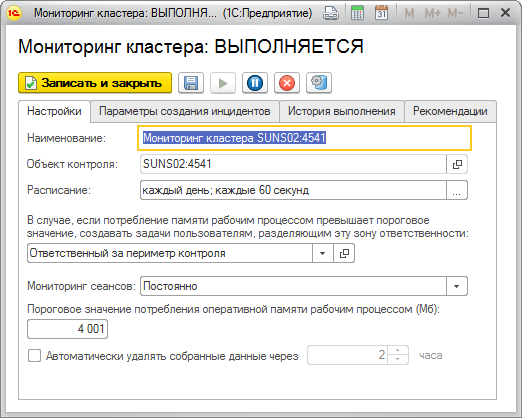 Мониторинг кластера: ВЫПОЛНЯ... (1С:Предприятие)
31 M M+ M-
Мониторинг кластера: ВЫПОЛНЯЕТСЯ
Записать и закрыть
Настройки Параметры создания инцидентов История выполнения Рекомендации
Наименование: Мониторинг кластера SUNS02:4541
Объект контроля: SUNS02:4541
Расписание: каждый день; каждые 60 секунд ...
В случае, если потребление памяти рабочим процессом превышает пороговое
значение, создавать задачи пользователям, разделяющим эту зону ответственности:
Ответственный за периметр контроля
Мониторинг сеансов: Постоянно
Пороговое значение потребления оперативной памяти рабочим процессом (Мб):
4 001
Автоматически удалять собранные данные через 2 часа